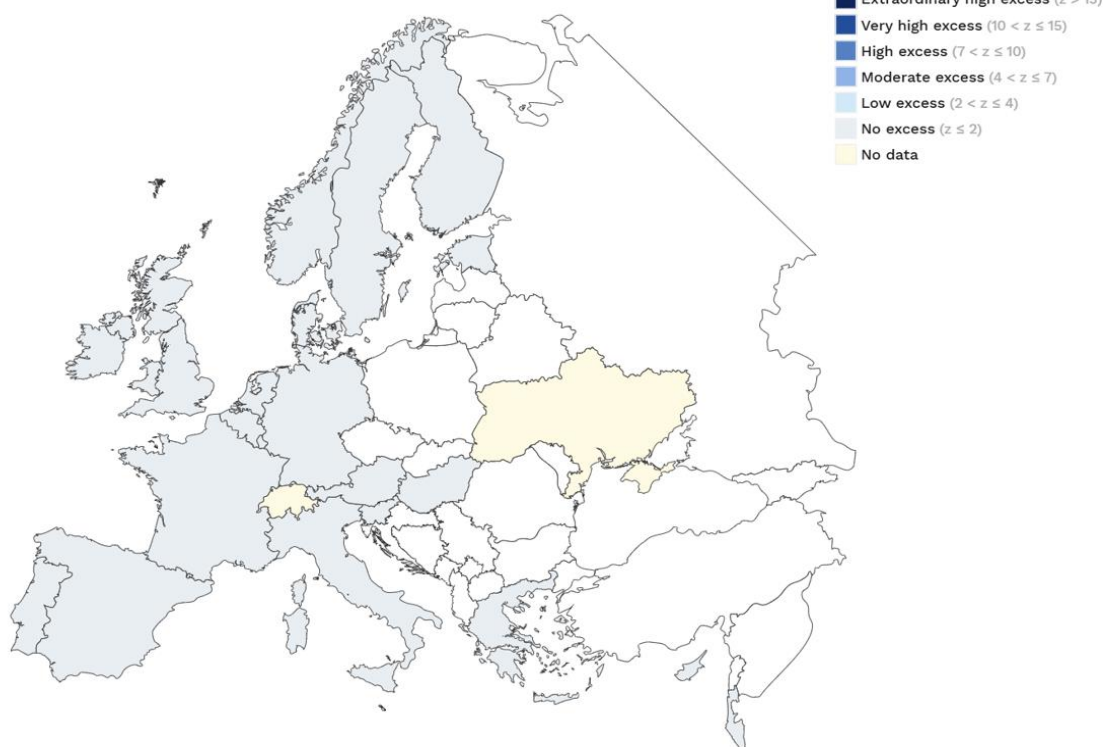 Extraordinary high excess (z > 15)
Very high excess (10 < z ≤ 15)
High excess (7 < z ≤ 10)
Moderate excess (4 < z ≤ 7)
Low excess (2 < z ≤ 4)
No excess (z ≤ 2)
No data